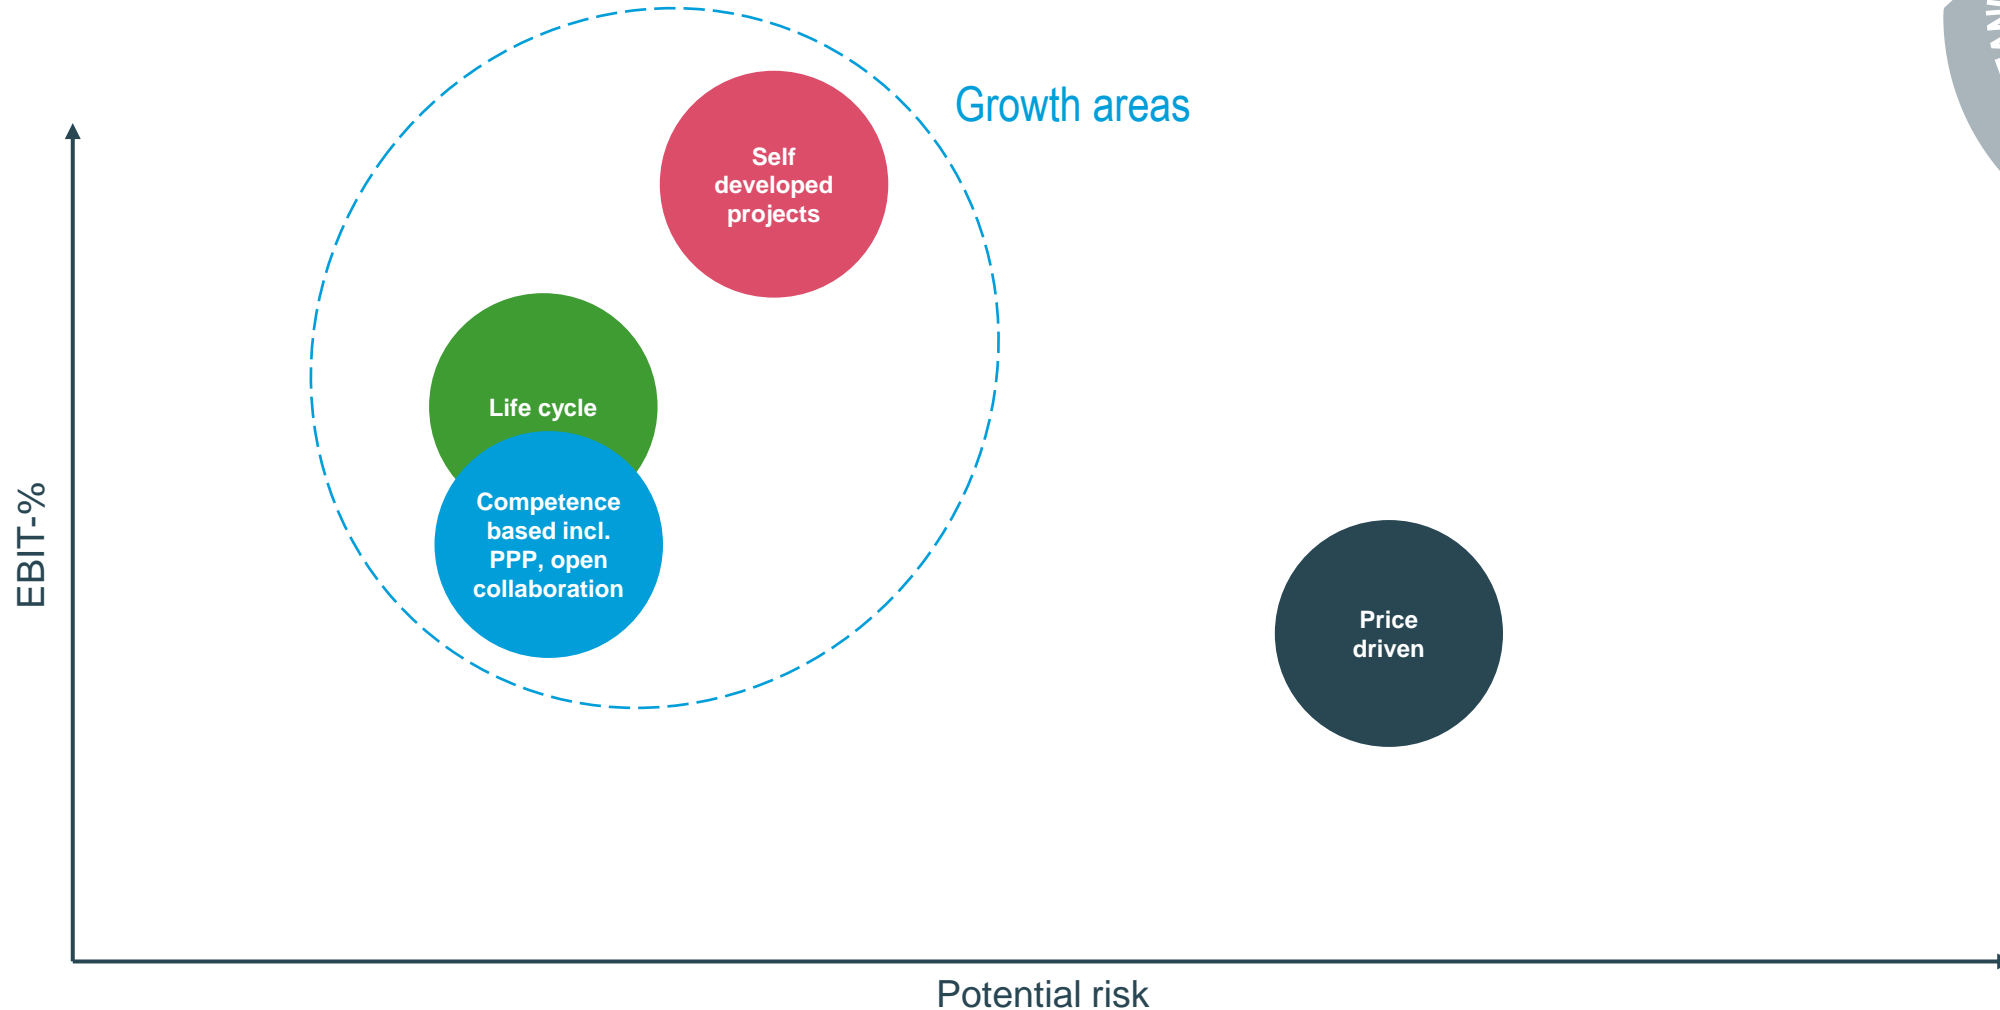 Growth areas
Self
developed
projects
Life cycle
Competence
based incl.
PPP, open
collaboration
Price
driven
EBIT-%
Potential risk